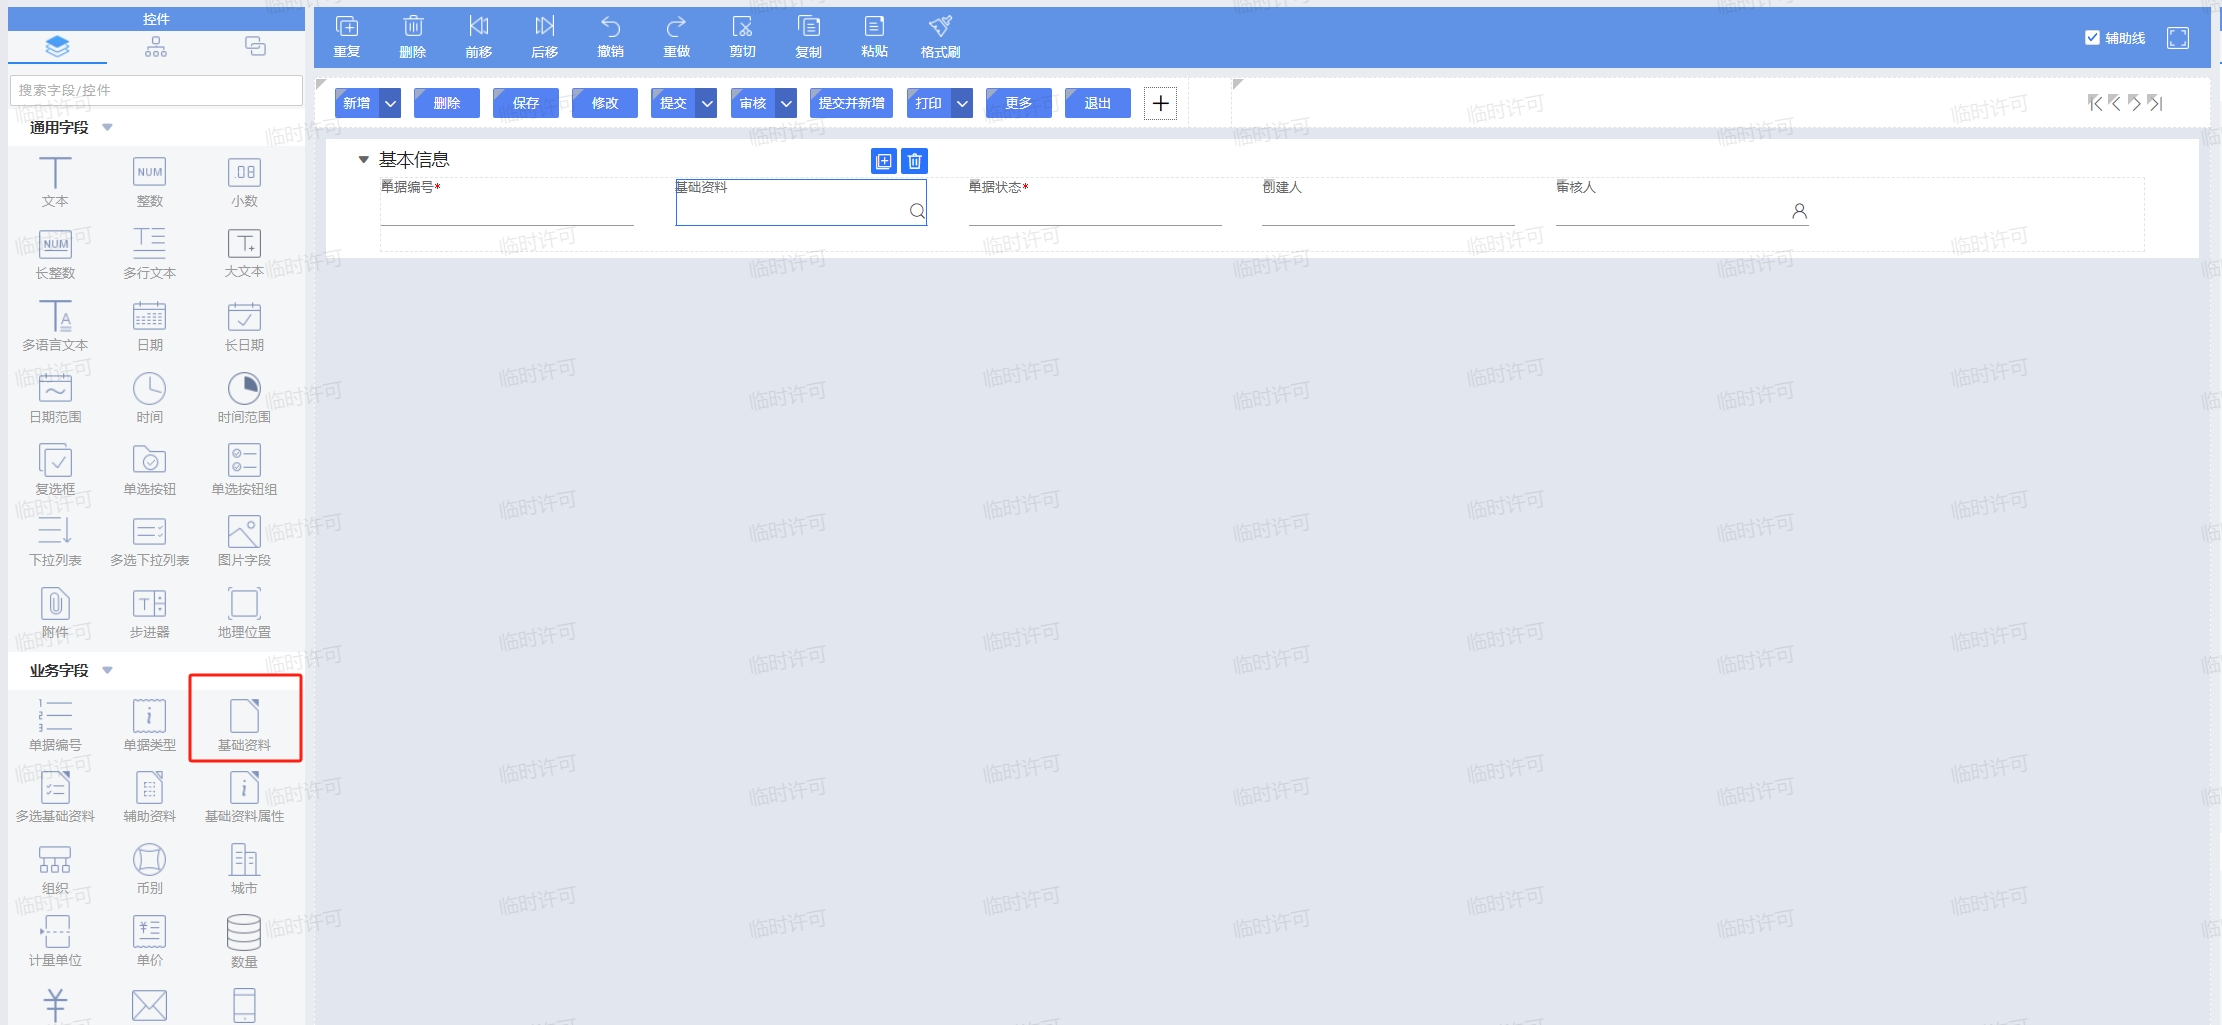 控件
重复 删除 前移 后移 撤销 重做 剪切 复制 粘贴 格式刷 辅助线
搜索字段/控件
新增 删除 保存 修改 提交 审核 提交并新增 打印 更多 退出
通用字段
基本信息
单据编号* 基础资料 单据状态* 创建人 审核人
NUM .08
文本 整数 小数
NUM
长整数 多行文本 大文本
多语言文本 日期 长日期
日期范围 时间 时间范围
复选框 单选按钮 单选按钮组
下拉列表 多选下拉列表 图片字段
附件 步进器 地理位置
业务字段
单据编号 单据类型 基础资料
多选基础资料 辅助资料 基础资料属性
组织 币别 城市
计量单位 单价 数量
临时许可